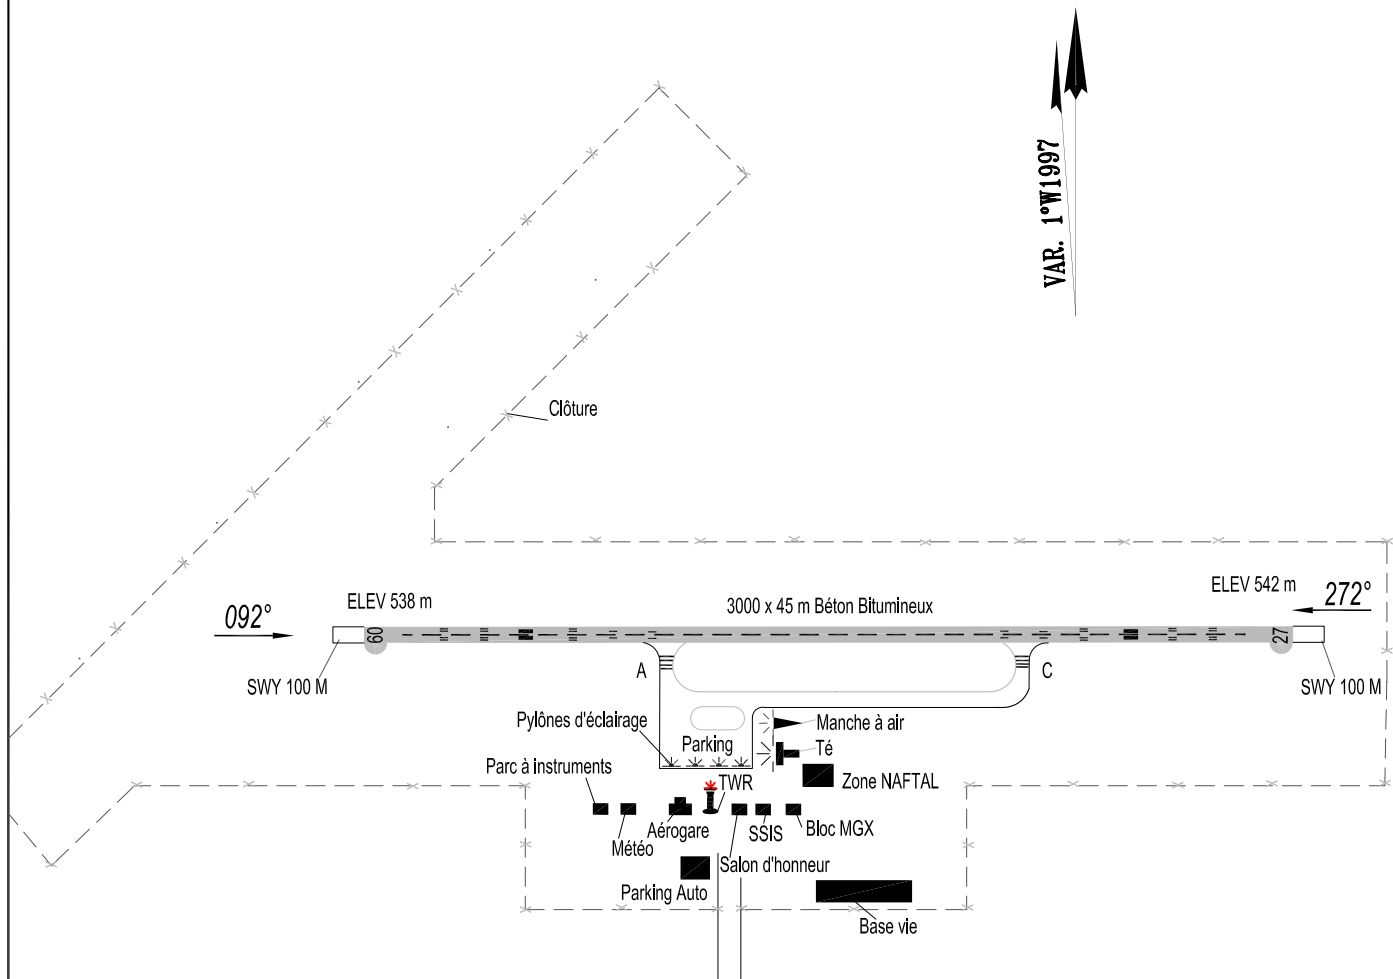 VAR. 1°W1997
Clôture
ELEV 538 m
3000 x 45 m Béton Bitumineux
ELEV 542 m
092°
272°
09
27
SWY 100 M
A
C
SWY 100 M
Pylônes d'éclairage
Manche à air
Parking
Té
Parc à instruments
TWR
Zone NAFTAL
Météo
Aérogare
SSIS
Bloc MGX
Salon d'honneur
Parking Auto
Base vie